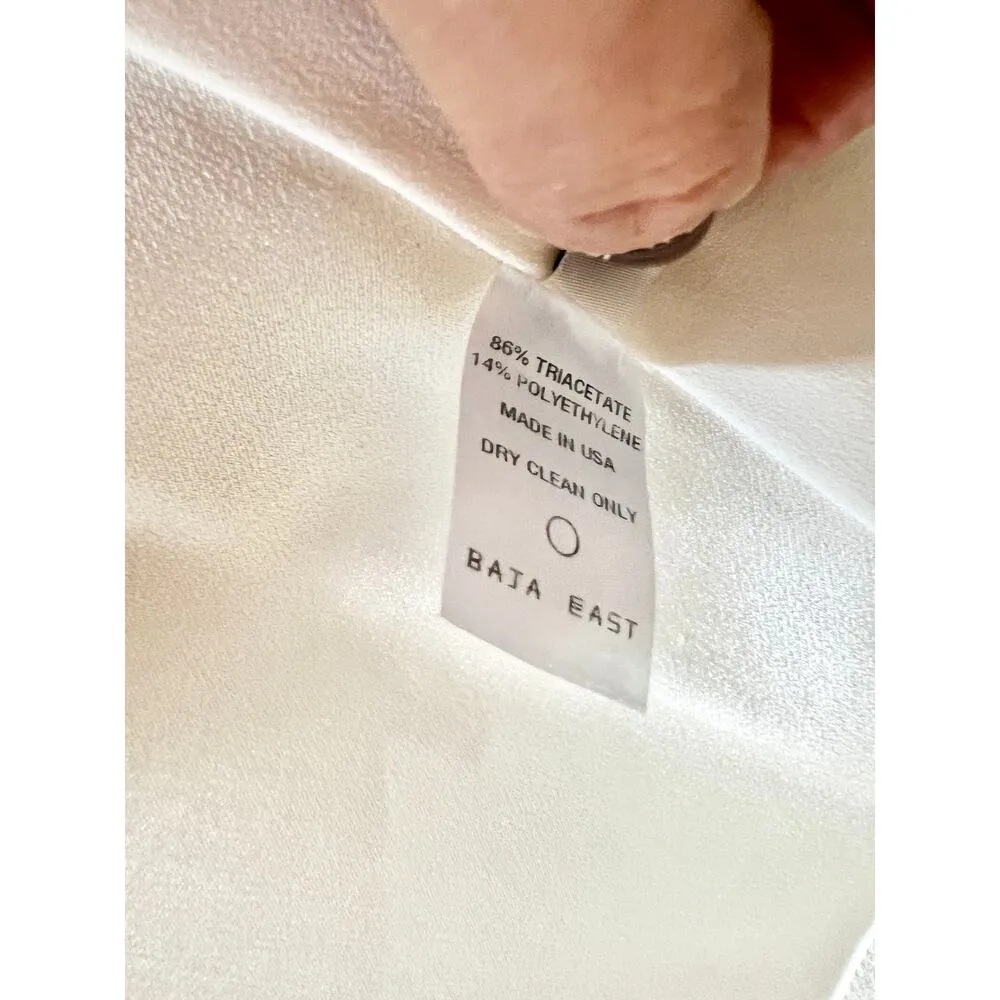 86% TRIACETATE
14% POLYETHYLENE
MADE IN USA
DRY CLEAN ONLY
BAJA EAST